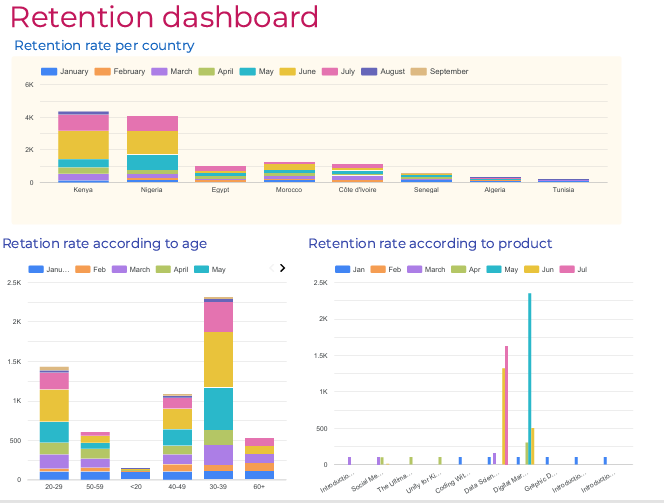 Retention dashboard
Retention rate per country
January February March April May June July August September
6K
4K
2K
0
Kenya Nigeria Egypt Morocco Côte d'Ivoire Senegal Algeria Tunisia
Retation rate according to age
Janu... Feb March April May
2.5K
2K
1.5K
1K
500
0
20-29 50-59 <20 40-49 30-39 60+
Retention rate according to product
Jan Feb March Apr May Jun Jul
2.5K
2K
1.5K
1K
500
0
Introductio... Social Me... The Ultima... Unity for Ki... Coding Wi... Data Scien... Digital Mar... Graphic D... Introductio... Introductio...